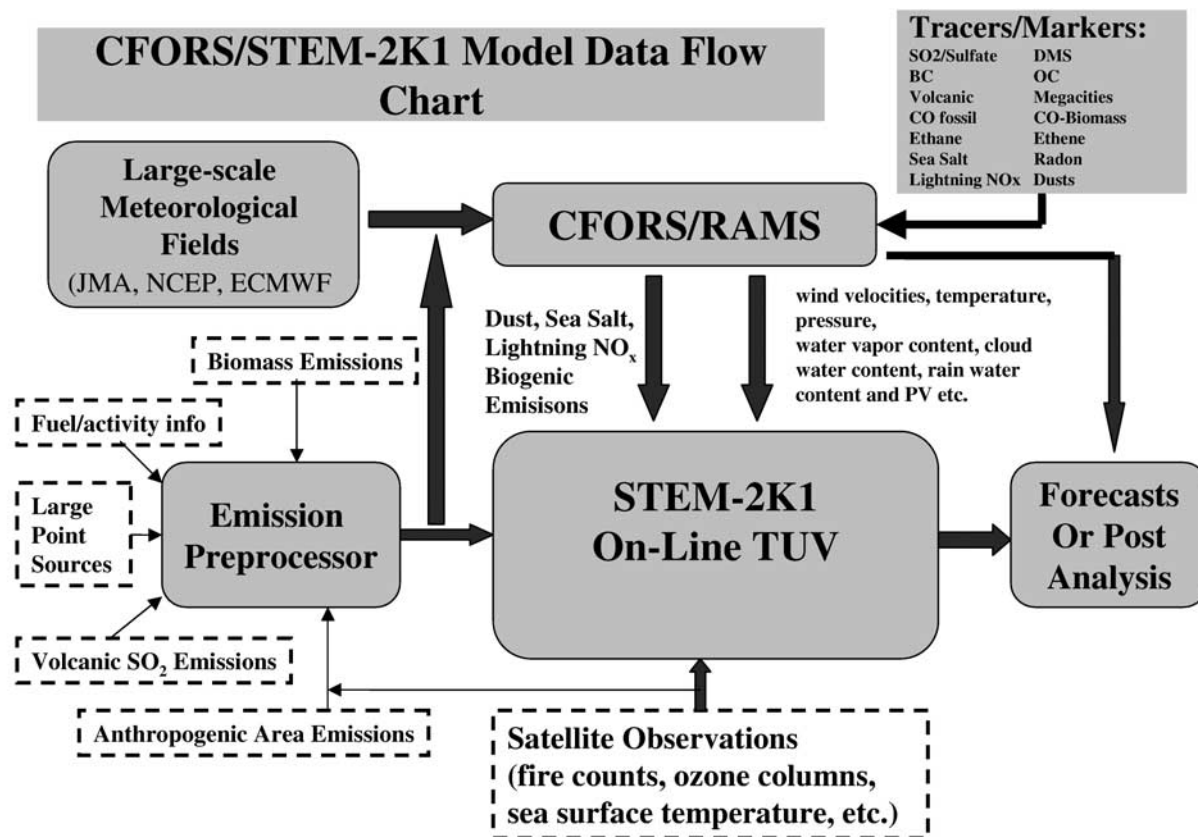 CFORS/STEM-2K1 Model Data Flow
Chart
Tracers/Markers:
SO2/Sulfate DMS
BC OC
Volcanic Megacities
CO fossil CO-Biomass
Ethane Ethene
Sea Salt Radon
Lightning NOx Dusts
Large-scale
Meteorological
Fields
(JMA, NCEP, ECMWF
CFORS/RAMS
Dust, Sea Salt,
Lightning NOx
Biogenic
Emisisons
wind velocities, temperature,
pressure,
water vapor content, cloud
water content, rain water
content and PV etc.
Biomass Emissions
Fuel/activity info
Large
Point
Sources
Emission
Preprocessor
STEM-2K1
On-Line TUV
Forecasts
Or Post
Analysis
Volcanic SO2 Emissions
Anthropogenic Area Emissions
Satellite Observations
(fire counts, ozone columns,
sea surface temperature, etc.)